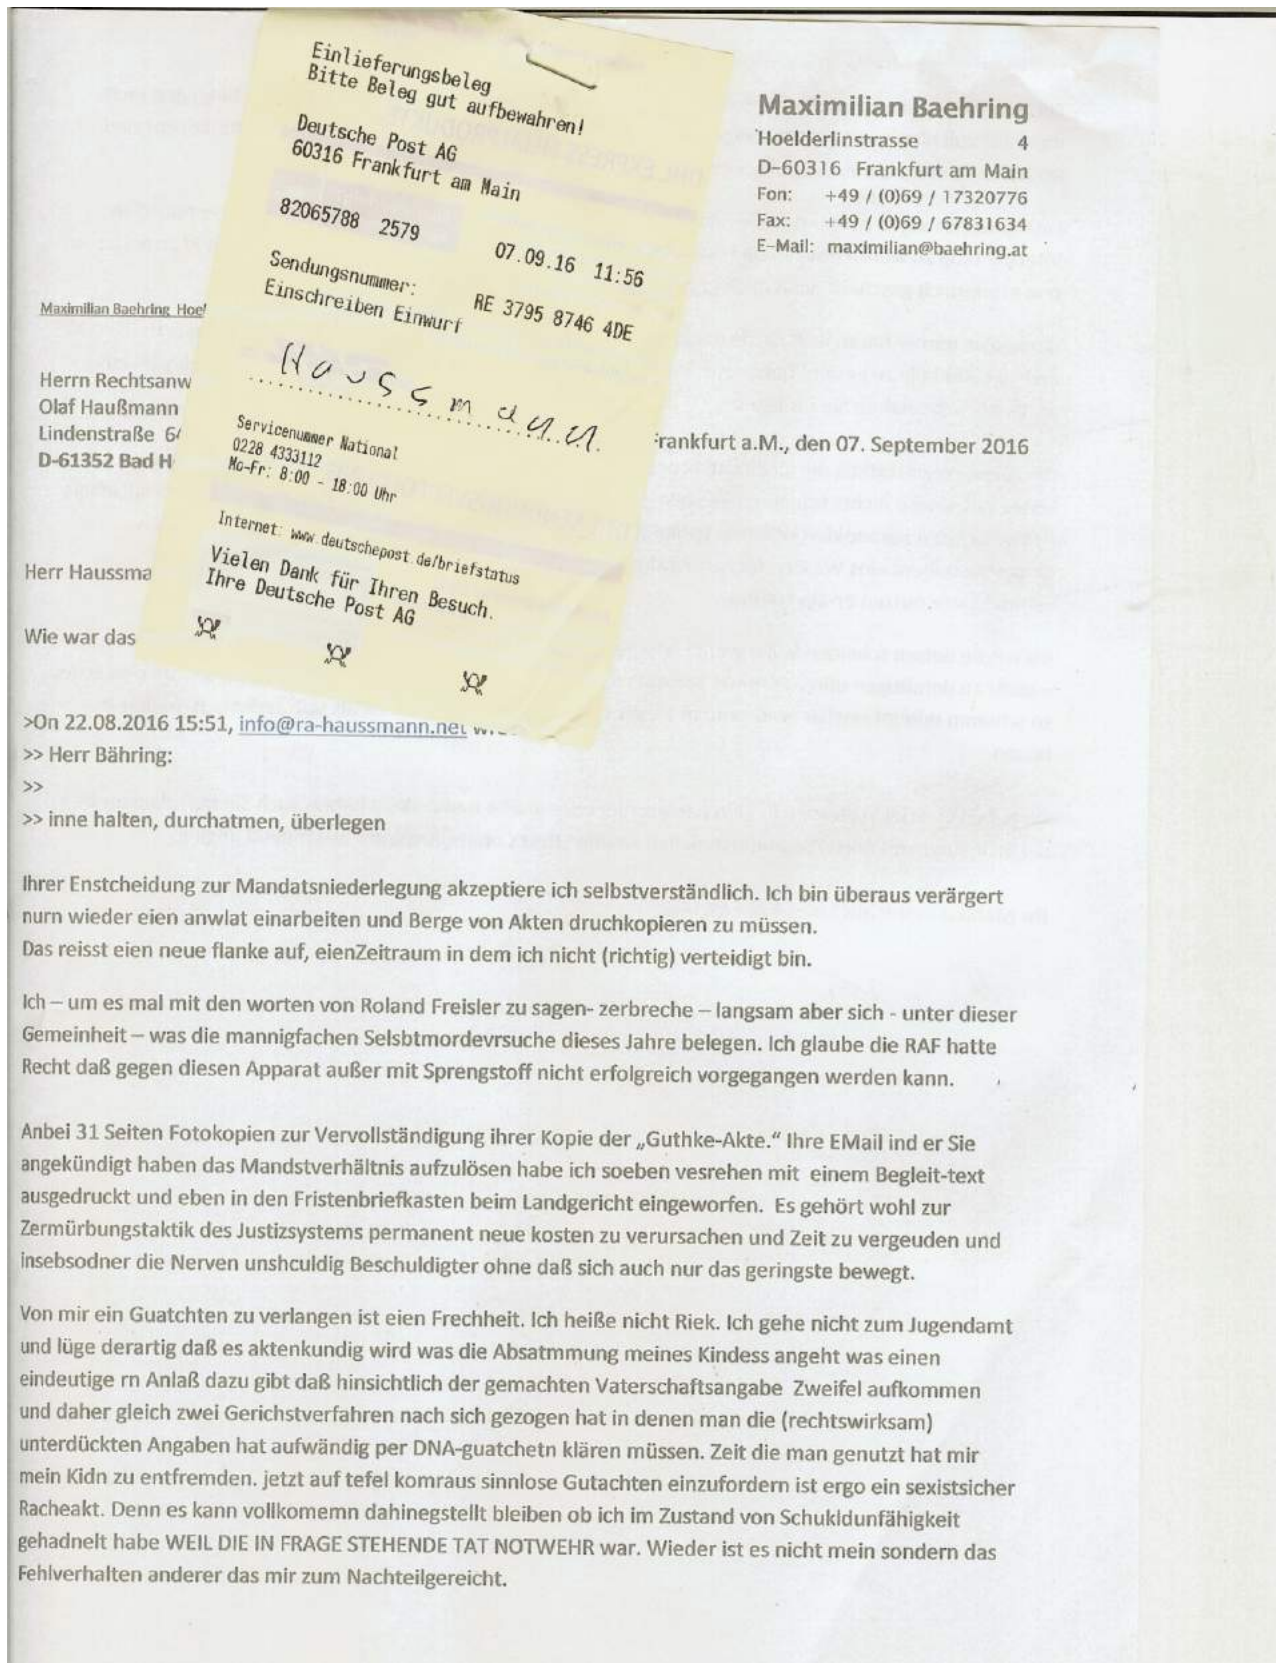 Einlieferungsbeleg
Bitte Beleg gut aufbewahren!
Deutsche Post AG
60316 Frankfurt am Main
82065788 2579
07.09.16 11:56
Sendungsnummer: RE 3795 8746 4DE
Einschreiben Einwurf
Haussmann
Servicenummer National
0228 4333112
Mo-Fr: 8:00 - 18:00 Uhr
Internet: www.deutschepost.de/briefstatus
Vielen Dank für Ihren Besuch.
Ihre Deutsche Post AG
Maximilian Baehring
Hoelderlinstrasse 4
D-60316 Frankfurt am Main
Fon: +49 / (0)69 / 17320776
Fax: +49 / (0)69 / 67831634
E-Mail: maximilian@baehring.at
Maximilian Baehring Hoel
Herrn Rechtsanw
Olaf Haußmann
Lindenstraße 6
D-61352 Bad H
Frankfurt a.M., den 07. September 2016
Herr Haussma
Wie war das
>On 22.08.2016 15:51, info@ra-haussmann.net
>> Herr Bähring:
>>
>> inne halten, durchatmen, überlegen
Ihrer Enstcheidung zur Mandatsniederlegung akzeptiere ich selbstverständlich. Ich bin überaus verärgert
nurn wieder eien anwlat einarbeiten und Berge von Akten druchkopieren zu müssen.
Das reisst eien neue flanke auf, eienZeitraum in dem ich nicht (richtig) verteidigt bin.
Ich – um es mal mit den worten von Roland Freisler zu sagen- zerbreche – langsam aber sich - unter dieser
Gemeinheit – was die mannigfachen Selsbtmordevrsuche dieses Jahre belegen. Ich glaube die RAF hatte
Recht daß gegen diesen Apparat außer mit Sprengstoff nicht erfolgreich vorgegangen werden kann.
Anbei 31 Seiten Fotokopien zur Vervollständigung ihrer Kopie der „Guthke-Akte.“ Ihre EMail ind er Sie
angekündigt haben das Mandstverhältnis aufzulösen habe ich soeben vesrehen mit einem Begleit-text
ausgedruckt und eben in den Fristenbriefkasten beim Landgericht eingeworfen. Es gehört wohl zur
Zermürbungstaktik des Justizsystems permanent neue kosten zu verursachen und Zeit zu vergeuden und
insebsodner die Nerven unshculdig Beschuldigter ohne daß sich auch nur das geringste bewegt.
Von mir ein Guatchten zu verlangen ist eien Frechheit. Ich heiße nicht Riek. Ich gehe nicht zum Jugendamt
und lüge derartig daß es aktenkundig wird was die Absatmmung meines Kindess angeht was einen
eindeutige rn Anlaß dazu gibt daß hinsichtlich der gemachten Vaterschaftsangabe Zweifel aufkommen
und daher gleich zwei Gerichstverfahren nach sich gezogen hat in denen man die (rechtswirksam)
unterdückten Angaben hat aufwändig per DNA-guatchetn klären müssen. Zeit die man genutzt hat mir
mein Kidn zu entfremden. jetzt auf tefel komraus sinnlose Gutachten einzufordern ist ergo ein sexistsicher
Racheakt. Denn es kann vollkomemn dahinegstellt bleiben ob ich im Zustand von Schukldunfähigkeit
gehadnelt habe WEIL DIE IN FRAGE STEHENDE TAT NOTWEHR war. Wieder ist es nicht mein sondern das
Fehlverhalten anderer das mir zum Nachteilgereicht.